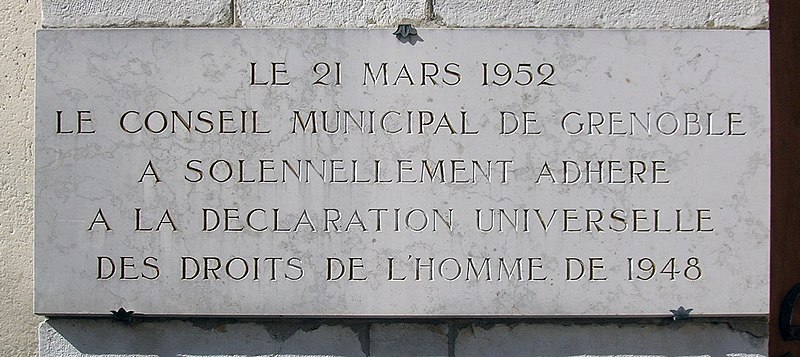 LE 21 MARS 1952
LE CONSEIL MUNICIPAL DE GRENOBLE
A SOLENNELLEMENT ADHERE
A LA DECLARATION UNIVERSELLE
DES DROITS DE L'HOMME DE 1948